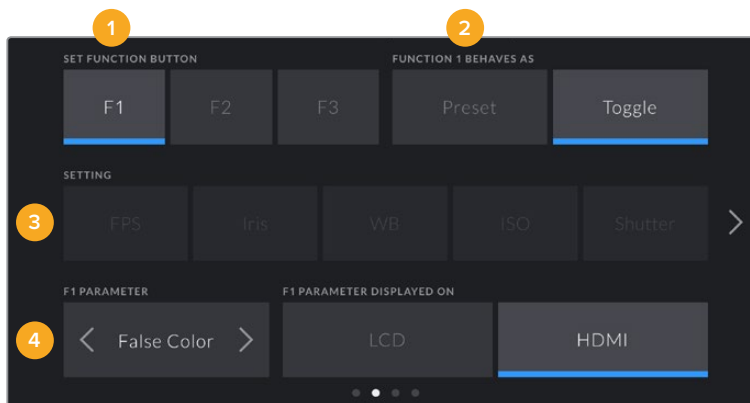 1 2
SET FUNCTION BUTTON FUNCTION 1 BEHAVES AS
F1 F2 F3 Preset Toggle
SETTING
3 FPS Iris WB ISO Shutter
F1 PARAMETER F1 PARAMETER DISPLAYED ON
4 False Color LCD HDMI